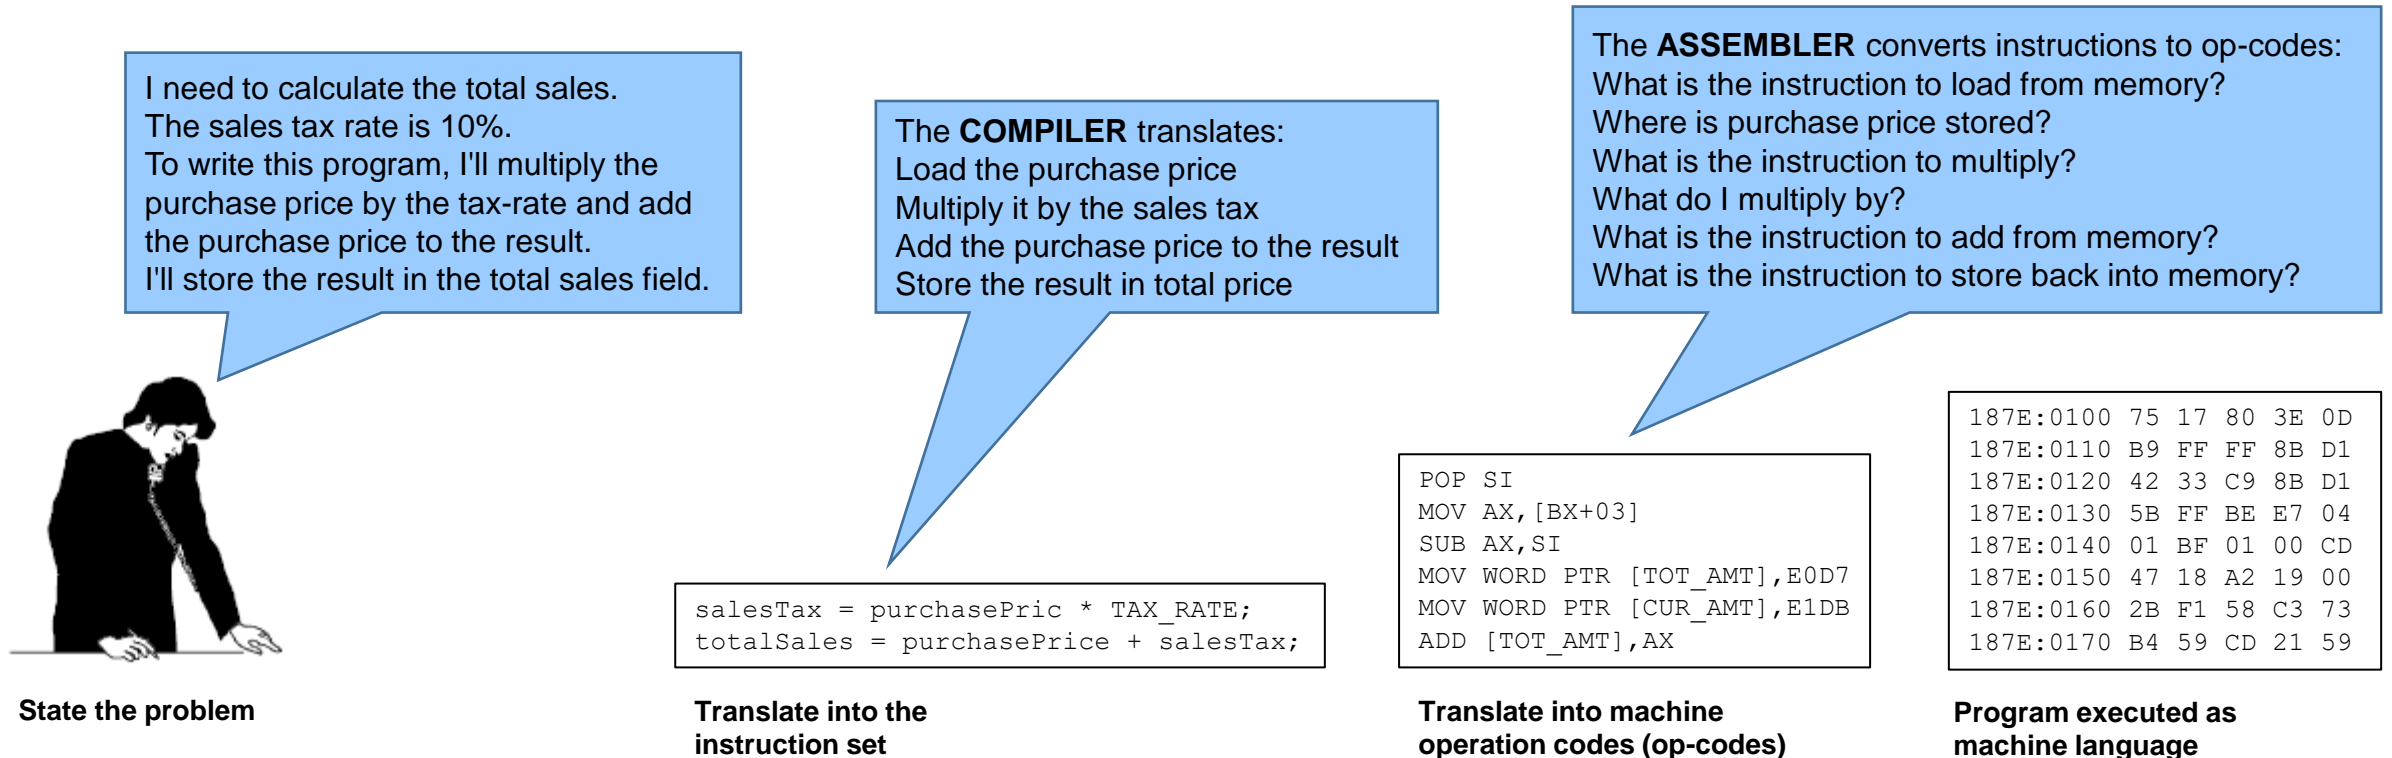 I need to calculate the total sales.
The sales tax rate is 10%.
To write this program, I'll multiply the
purchase price by the tax-rate and add
the purchase price to the result.
I'll store the result in the total sales field.
State the problem
The COMPILER translates:
Load the purchase price
Multiply it by the sales tax
Add the purchase price to the result
Store the result in total price
salesTax = purchasePric * TAX_RATE;
totalSales = purchasePrice + salesTax;
Translate into the
instruction set
The ASSEMBLER converts instructions to op-codes:
What is the instruction to load from memory?
Where is purchase price stored?
What is the instruction to multiply?
What do I multiply by?
What is the instruction to add from memory?
What is the instruction to store back into memory?
POP SI
MOV AX,[BX+03]
SUB AX,SI
MOV WORD PTR [TOT_AMT],E0D7
MOV WORD PTR [CUR_AMT],E1DB
ADD [TOT_AMT],AX
Translate into machine
operation codes (op-codes)
187E:0100 75 17 80 3E 0D
187E:0110 B9 FF FF 8B D1
187E:0120 42 33 C9 8B D1
187E:0130 5B FF BE E7 04
187E:0140 01 BF 01 00 CD
187E:0150 47 18 A2 19 00
187E:0160 2B F1 58 C3 73
187E:0170 B4 59 CD 21 59
Program executed as
machine language